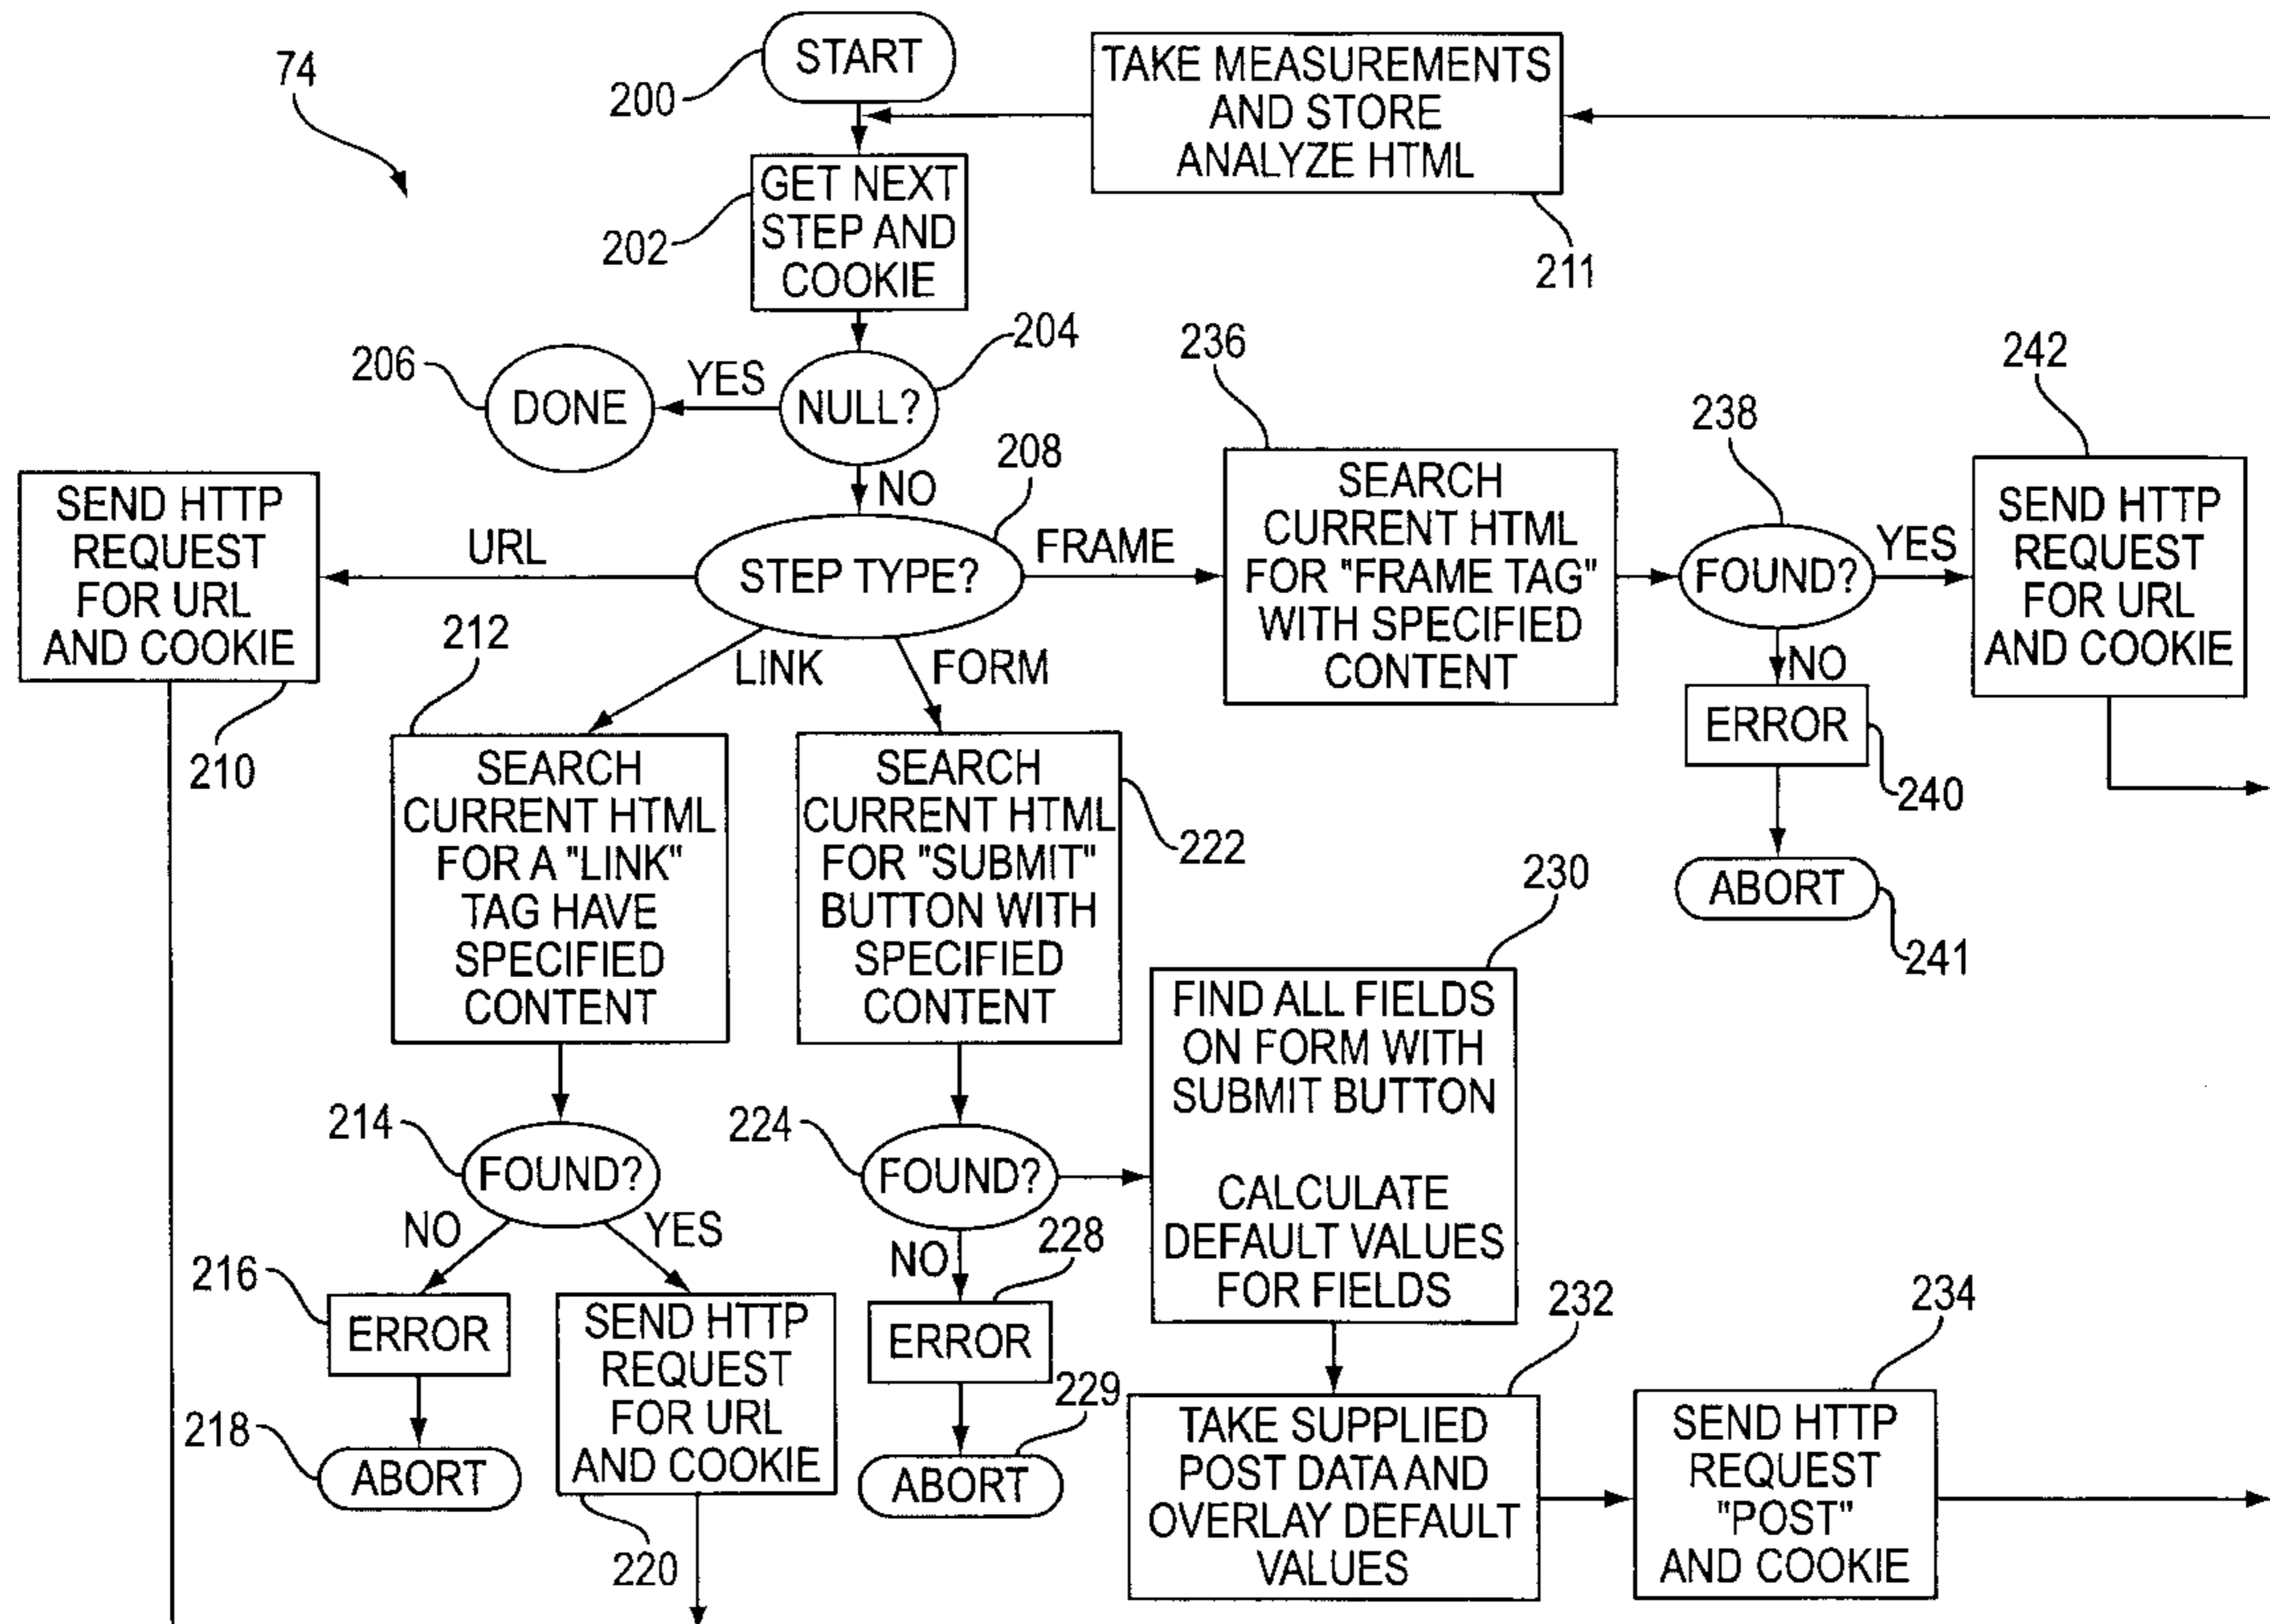 74
START
200
TAKE MEASUREMENTS
AND STORE
ANALYZE HTML
211
GET NEXT
STEP AND
COOKIE
202
204
NULL?
YES
DONE
206
NO
208
STEP TYPE?
URL
SEND HTTP
REQUEST
FOR URL
AND COOKIE
210
FRAME
236
SEARCH
CURRENT HTML
FOR "FRAME TAG"
WITH SPECIFIED
CONTENT
238
FOUND?
YES
242
SEND HTTP
REQUEST
FOR URL
AND COOKIE
NO
ERROR
240
ABORT
241
LINK
212
SEARCH
CURRENT HTML
FOR A "LINK"
TAG HAVE
SPECIFIED
CONTENT
FORM
SEARCH
CURRENT HTML
FOR "SUBMIT"
BUTTON WITH
SPECIFIED
CONTENT
222
214
FOUND?
NO
YES
216
ERROR
218
ABORT
SEND HTTP
REQUEST
FOR URL
AND COOKIE
220
224
FOUND?
NO
228
ERROR
229
ABORT
230
FIND ALL FIELDS
ON FORM WITH
SUBMIT BUTTON
CALCULATE
DEFAULT VALUES
FOR FIELDS
232
TAKE SUPPLIED
POST DATA AND
OVERLAY DEFAULT
VALUES
234
SEND HTTP
REQUEST
"POST"
AND COOKIE